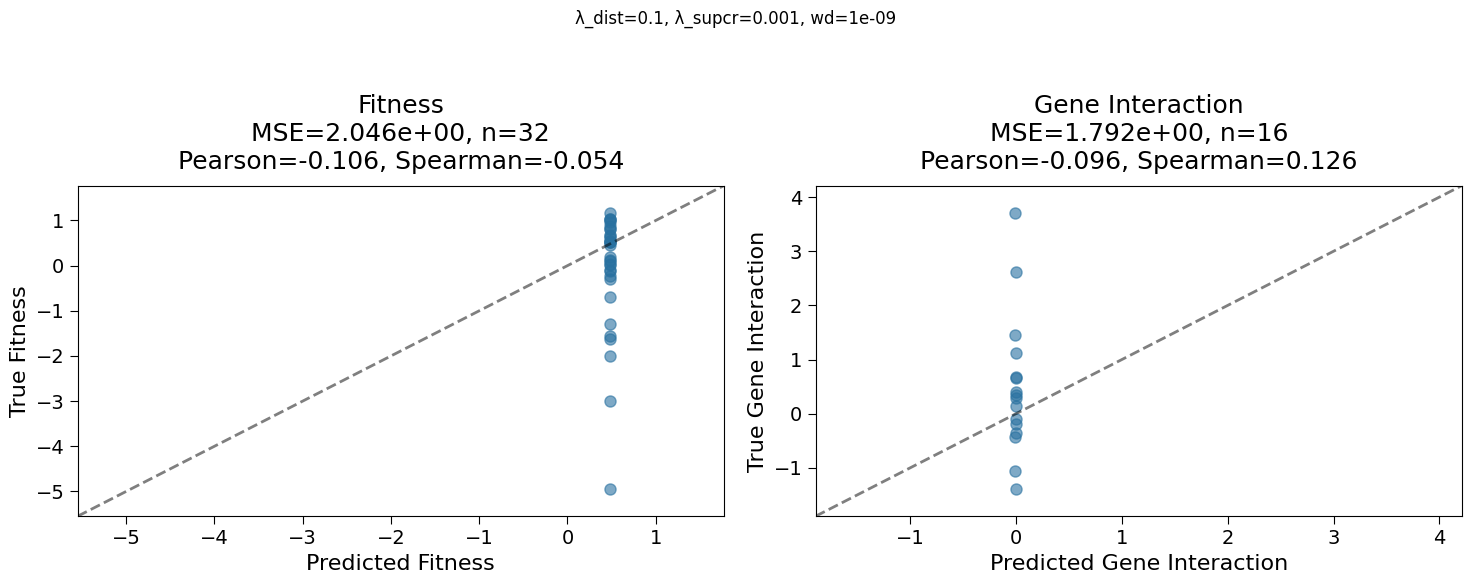 λ_dist=0.1, λ_supcr=0.001, wd=1e-09
Fitness
MSE=2.046e+00, n=32
Pearson=-0.106, Spearman=-0.054
1
0
−1
−2
−3
−4
−5
True Fitness
−5
−4
−3
−2
−1
0
1
Predicted Fitness
Gene Interaction
MSE=1.792e+00, n=16
Pearson=-0.096, Spearman=0.126
4
3
2
1
0
−1
True Gene Interaction
−1
0
1
2
3
4
Predicted Gene Interaction